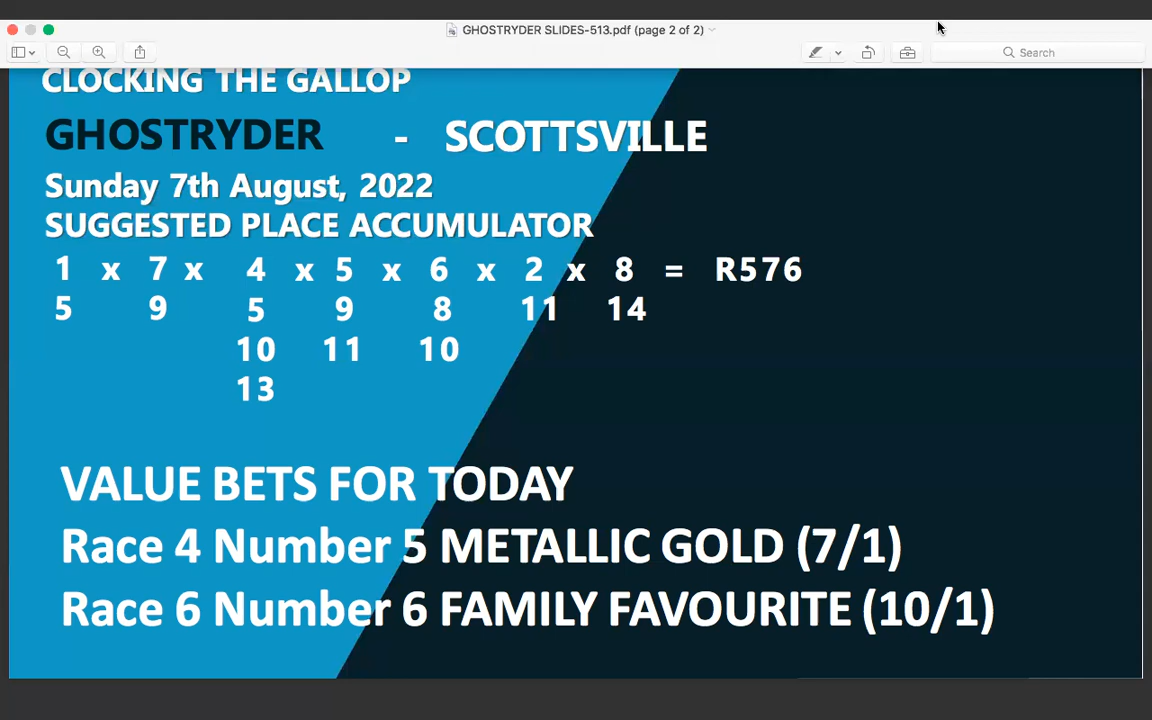 GHOSTRYDER SLIDES-513.pdf (page 2 of 2)
Search
CLOCKING THE GALLOP
GHOSTRYDER - SCOTTSVILLE
Sunday 7th August, 2022
SUGGESTED PLACE ACCUMULATOR
1 x 7 x 4 x 5 x 6 x 2 x 8 = R576
5 9 5 9 8 11 14
10 11 10
13
VALUE BETS FOR TODAY
Race 4 Number 5 METALLIC GOLD (7/1)
Race 6 Number 6 FAMILY FAVOURITE (10/1)